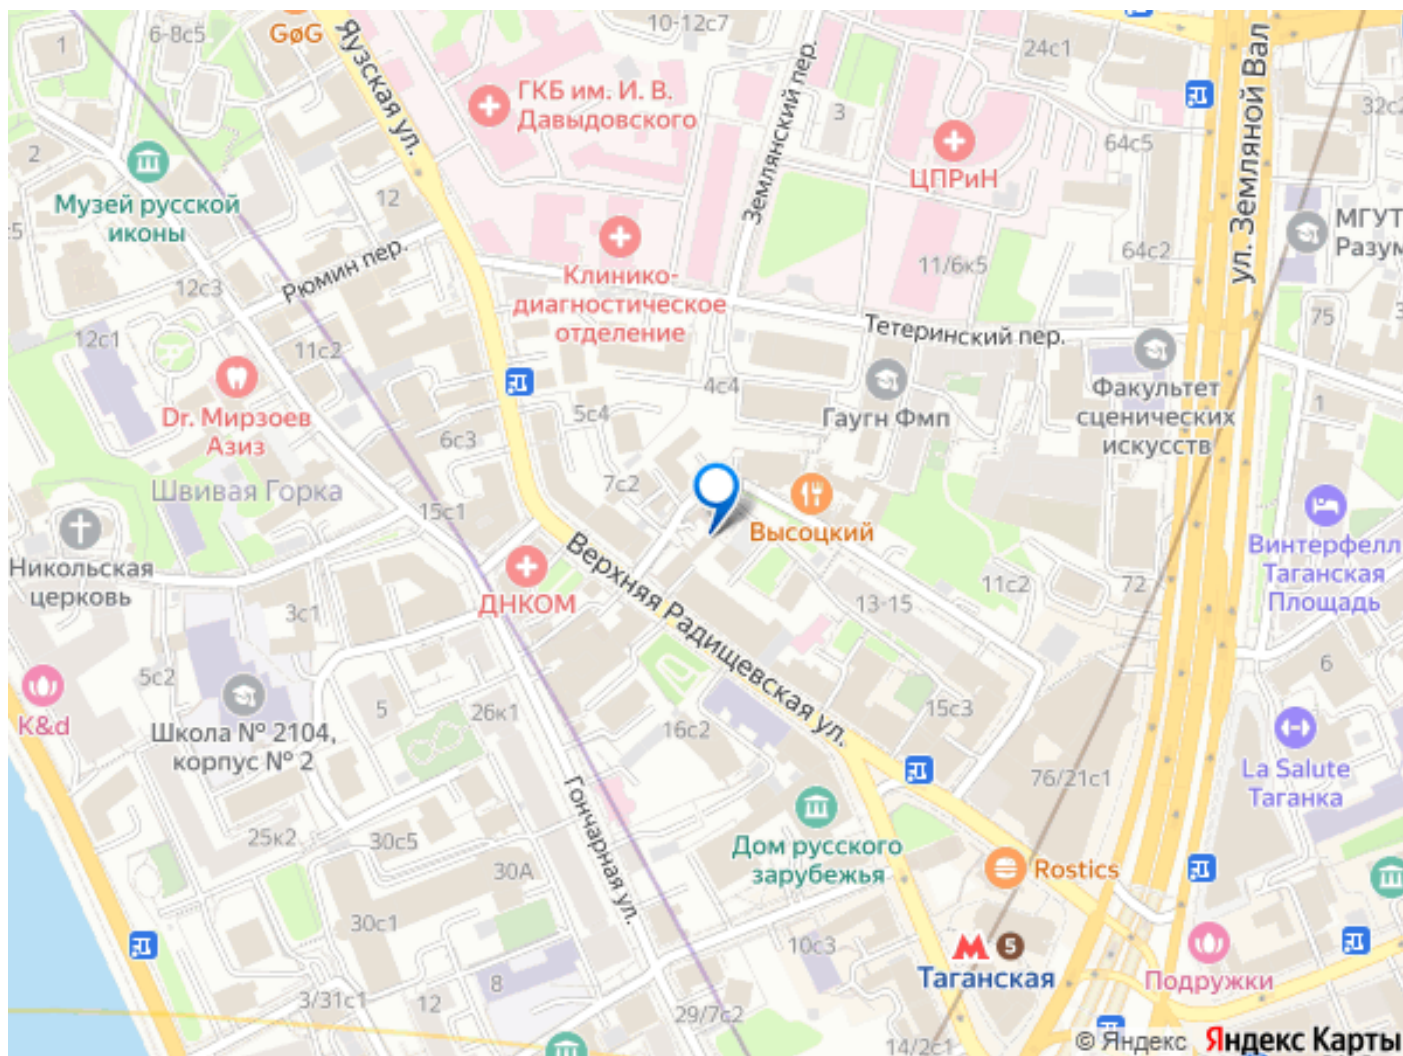 6-8с5
GøG
10-12с7
1
24с1
ул. Земляной Вал
Яузская ул.
ГКБ им. И. В.
Давыдовского
Землянский пер.
3
32с2
64с5
2
ЦПРиН
12
Музей русской
иконы
МГУТ
Разум
с5
Рюмин пер.
64с2
11/6к5
Клинико-
диагностическое
отделение
12с3
75
Тетеринский пер.
12с1
11с2
4с4
Факультет
сценических
искусств
Гаугн Фмп
1
Dr. Мирзоев
Азиз
5с4
6с3
7с2
Швивая Горка
15с1
Высоцкий
Винтерфелл
Таганская
Площадь
Никольская
церковь
Верхняя Радищевская ул.
ДНКОМ
3с1
11с2
72
13-15
5с2
6
K&d
5
26к1
15с3
Школа № 2104,
корпус № 2
16с2
76/21с1
La Salute
Таганка
Гончарная ул.
25к2
30с5
Дом русского
зарубежья
30А
Rostics
30с1
10с3
5
Таганская
Подружки
8
3/31с1
12
29/7с2
14/2с1
© Яндекс Яндекс Карты